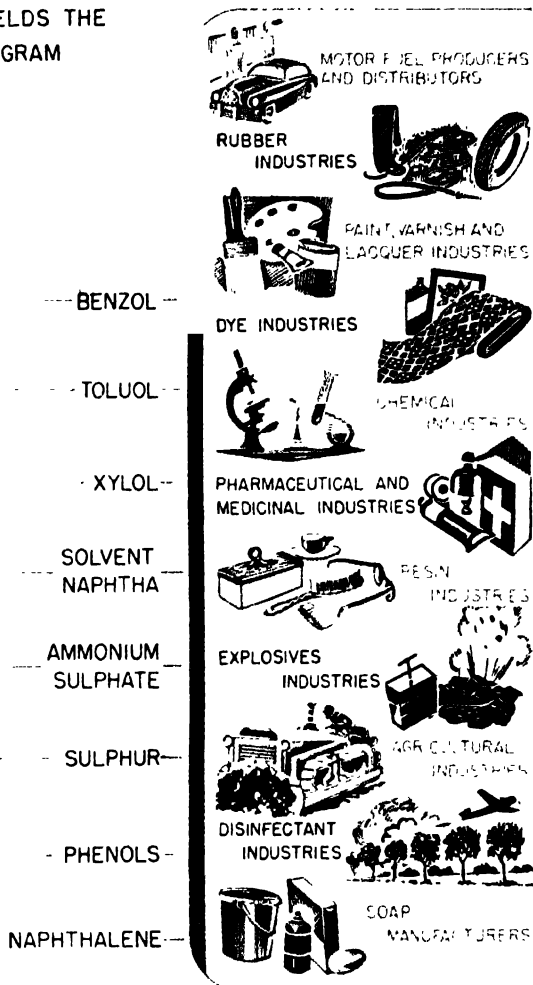 ELDS THE
GRAM
MOTOR FUEL PRODUCERS
AND DISTRIBUTORS
RUBBER
INDUSTRIES
PAINT, VARNISH AND
LACQUER INDUSTRIES
BENZOL
DYE INDUSTRIES
TOLUOL
CHEMICAL
INDUSTRIES
XYLOL
PHARMACEUTICAL AND
MEDICINAL INDUSTRIES
SOLVENT
NAPHTHA
RESIN
INDUSTRIES
AMMONIUM
SULPHATE
EXPLOSIVES
INDUSTRIES
SULPHUR
AGRICULTURAL
INDUSTRIES
DISINFECTANT
INDUSTRIES
PHENOLS
SOAP
MANUFACTURERS
NAPHTHALENE